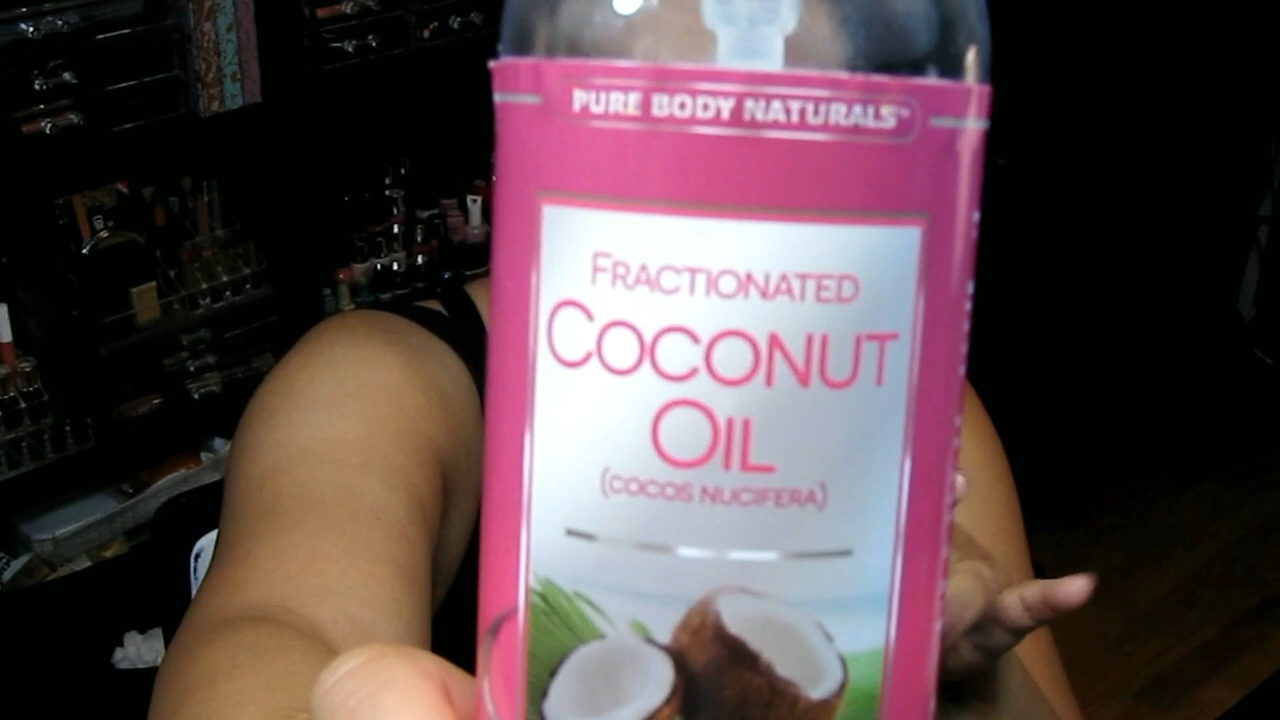 PURE BODY NATURALS™
FRACTIONATED
COCONUT
OIL
(COCOS NUCIFERA)